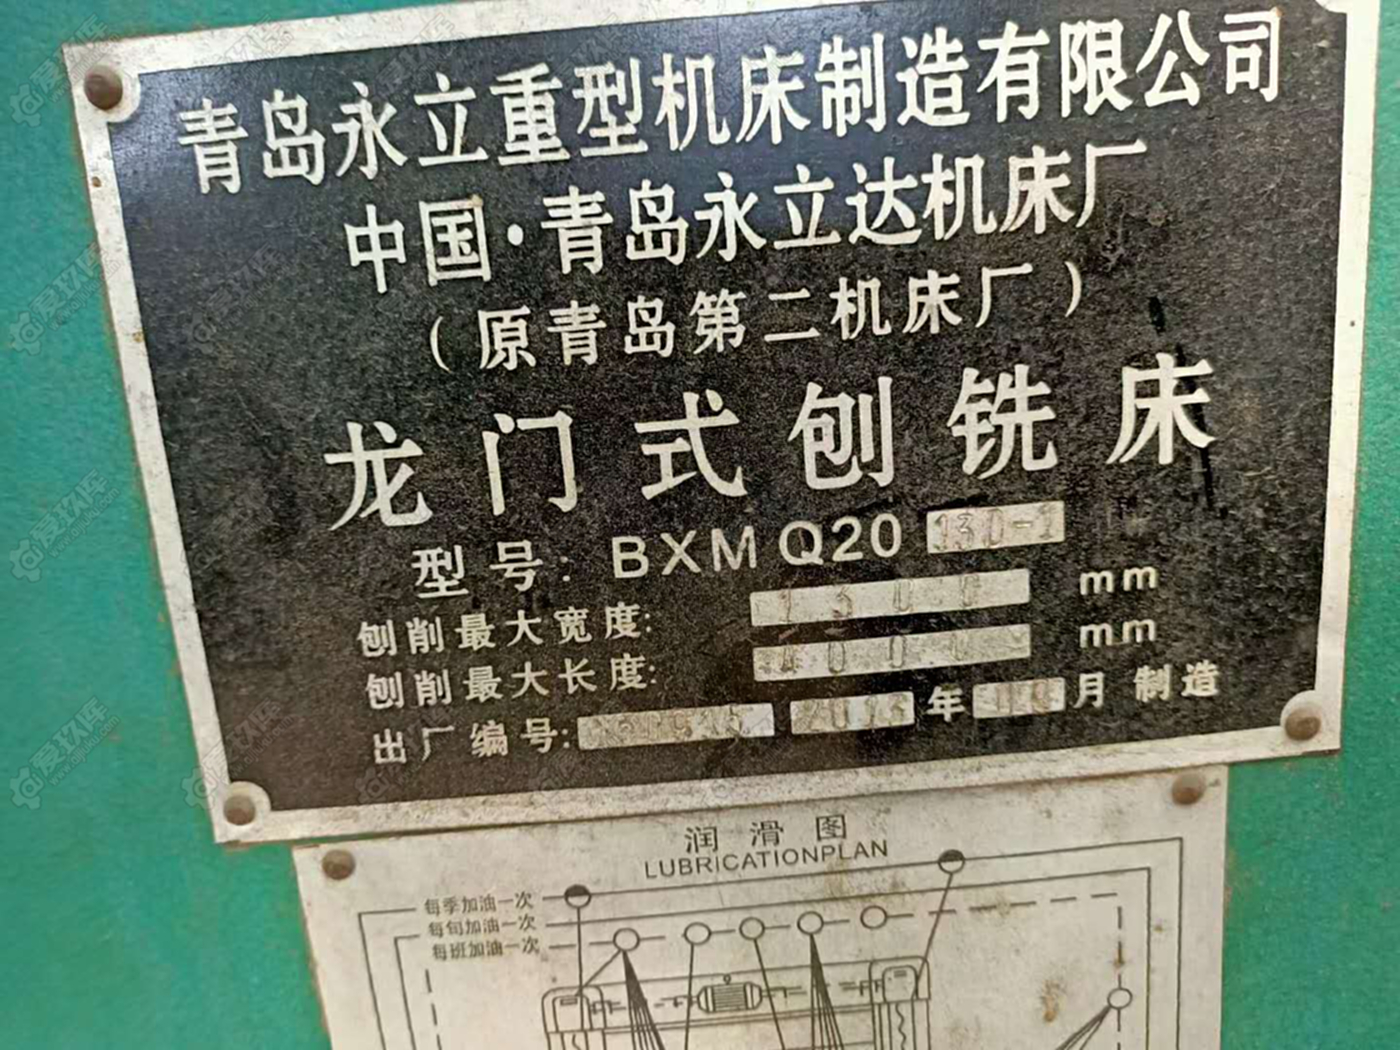 青岛永立重型机床制造有限公司
中国·青岛永立达机床厂
（原青岛第二机床厂）
龙门式刨铣床
型号：BXMQ20 130-1
刨削最大宽度： 1300 mm
刨削最大长度： 4000 mm
出厂编号： 年 月 制造
润滑图
LUBRICATIONPLAN
每季加油一次
每旬加油一次
每班加油一次